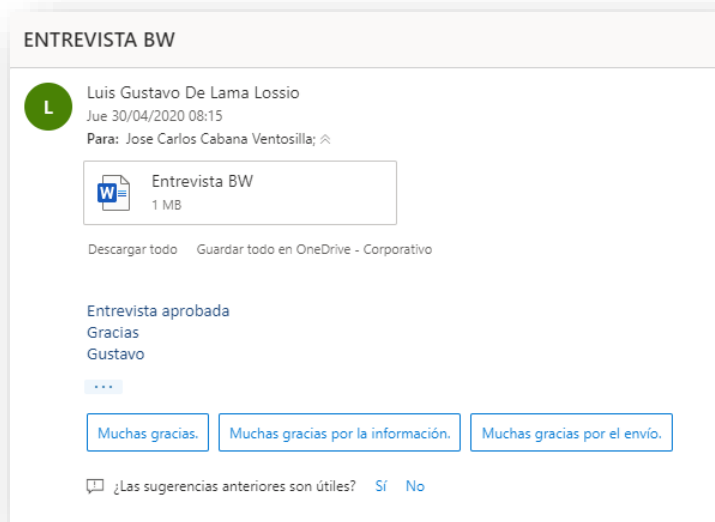 ENTREVISTA BW
L
Luis Gustavo De Lama Lossio
Jue 30/04/2020 08:15
Para: Jose Carlos Cabana Ventosilla;
Entrevista BW
1 MB
Descargar todo Guardar todo en OneDrive - Corporativo
Entrevista aprobada
Gracias
Gustavo
...
Muchas gracias. Muchas gracias por la información. Muchas gracias por el envío.
¿Las sugerencias anteriores son útiles? Sí No